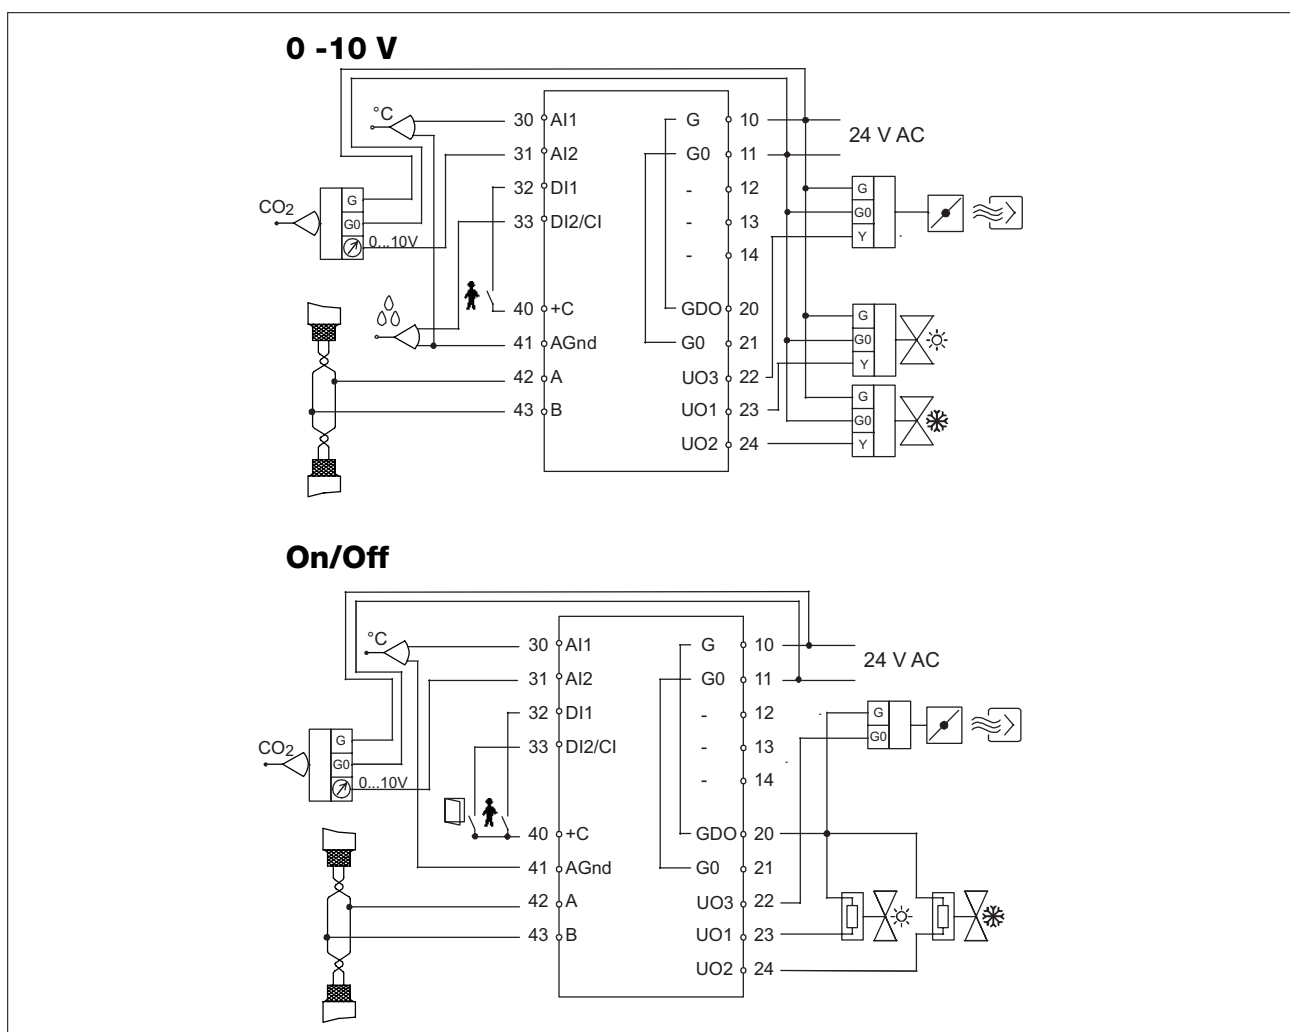 0 -10 V
°C
30 AI1
G 10
24 V AC
31 AI2
G0 11
32 DI1
- 12
G
CO2
G
33 DI2/CI
- 13
G0
G0
0...10V
- 14
Y
40 +C
GDO 20
G
41 AGnd
G0 21
G0
Y
42 A
UO3 22
G
43 B
UO1 23
G0
UO2 24
Y
On/Off
°C
30 AI1
G 10
24 V AC
31 AI2
G0 11
32 DI1
- 12
G
CO2
G
33 DI2/CI
- 13
G0
G0
0...10V
- 14
40 +C
GDO 20
41 AGnd
G0 21
42 A
UO3 22
43 B
UO1 23
UO2 24